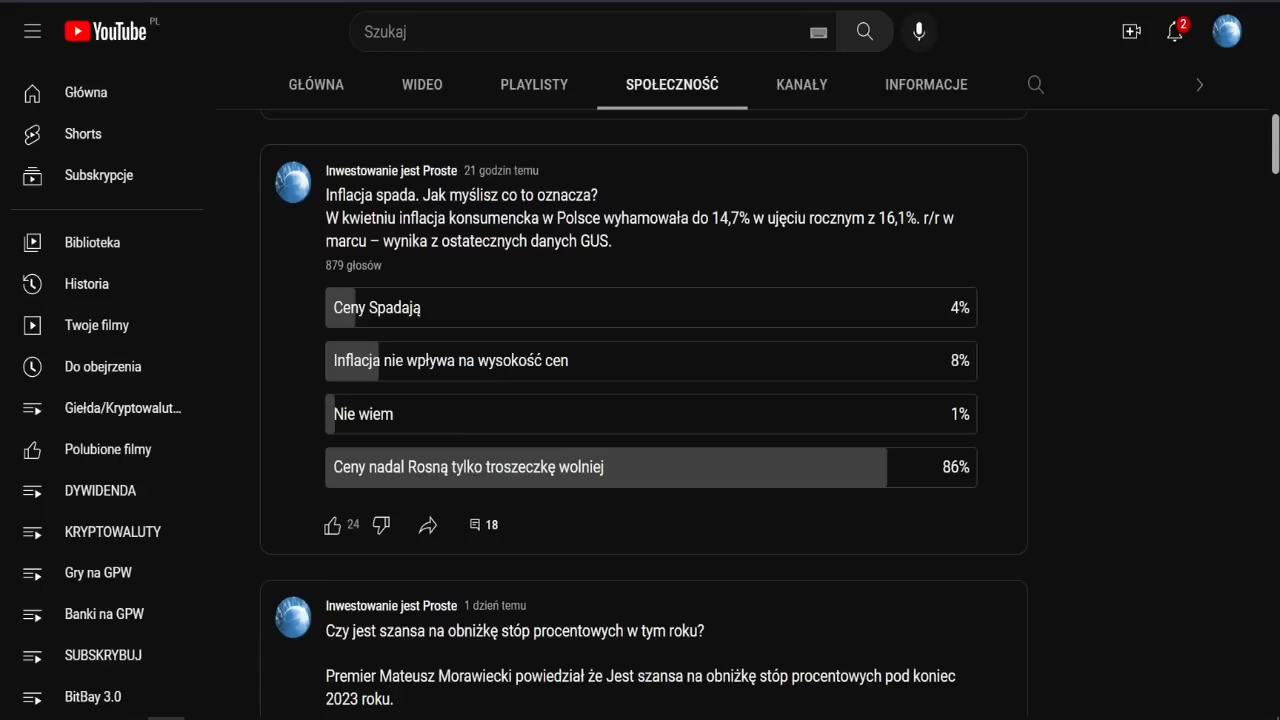 YouTube PL
Szukaj
2
GŁÓWNA WIDEO PLAYLISTY SPOŁECZNOŚĆ KANAŁY INFORMACJE
Główna
Shorts
Subskrypcje
Biblioteka
Historia
Twoje filmy
Do obejrzenia
Giełda/Kryptowalut...
Polubione filmy
DYWIDENDA
KRYPTOWALUTY
Gry na GPW
Banki na GPW
SUBSKRYBUJ
BitBay 3.0
Inwestowanie jest Proste 21 godzin temu
Inflacja spada. Jak myślisz co to oznacza?
W kwietniu inflacja konsumencka w Polsce wyhamowała do 14,7% w ujęciu rocznym z 16,1%. r/r w
marcu – wynika z ostatecznych danych GUS.
879 głosów
Ceny Spadają 4%
Inflacja nie wpływa na wysokość cen 8%
Nie wiem 1%
Ceny nadal Rosną tylko troszeczkę wolniej 86%
24 18
Inwestowanie jest Proste 1 dzień temu
Czy jest szansa na obniżkę stóp procentowych w tym roku?
Premier Mateusz Morawiecki powiedział że Jest szansa na obniżkę stóp procentowych pod koniec
2023 roku.